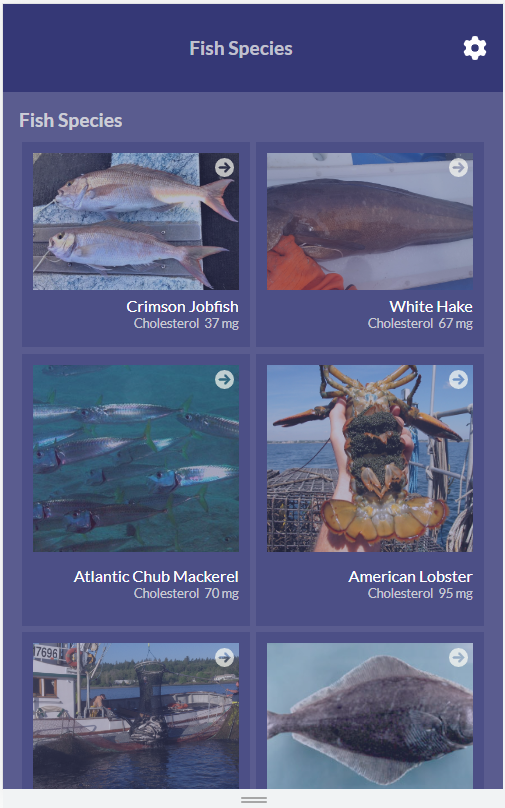 Fish Species
Fish Species
Crimson Jobfish
Cholesterol 37 mg
White Hake
Cholesterol 67 mg
Atlantic Chub Mackerel
Cholesterol 70 mg
American Lobster
Cholesterol 95 mg
17696